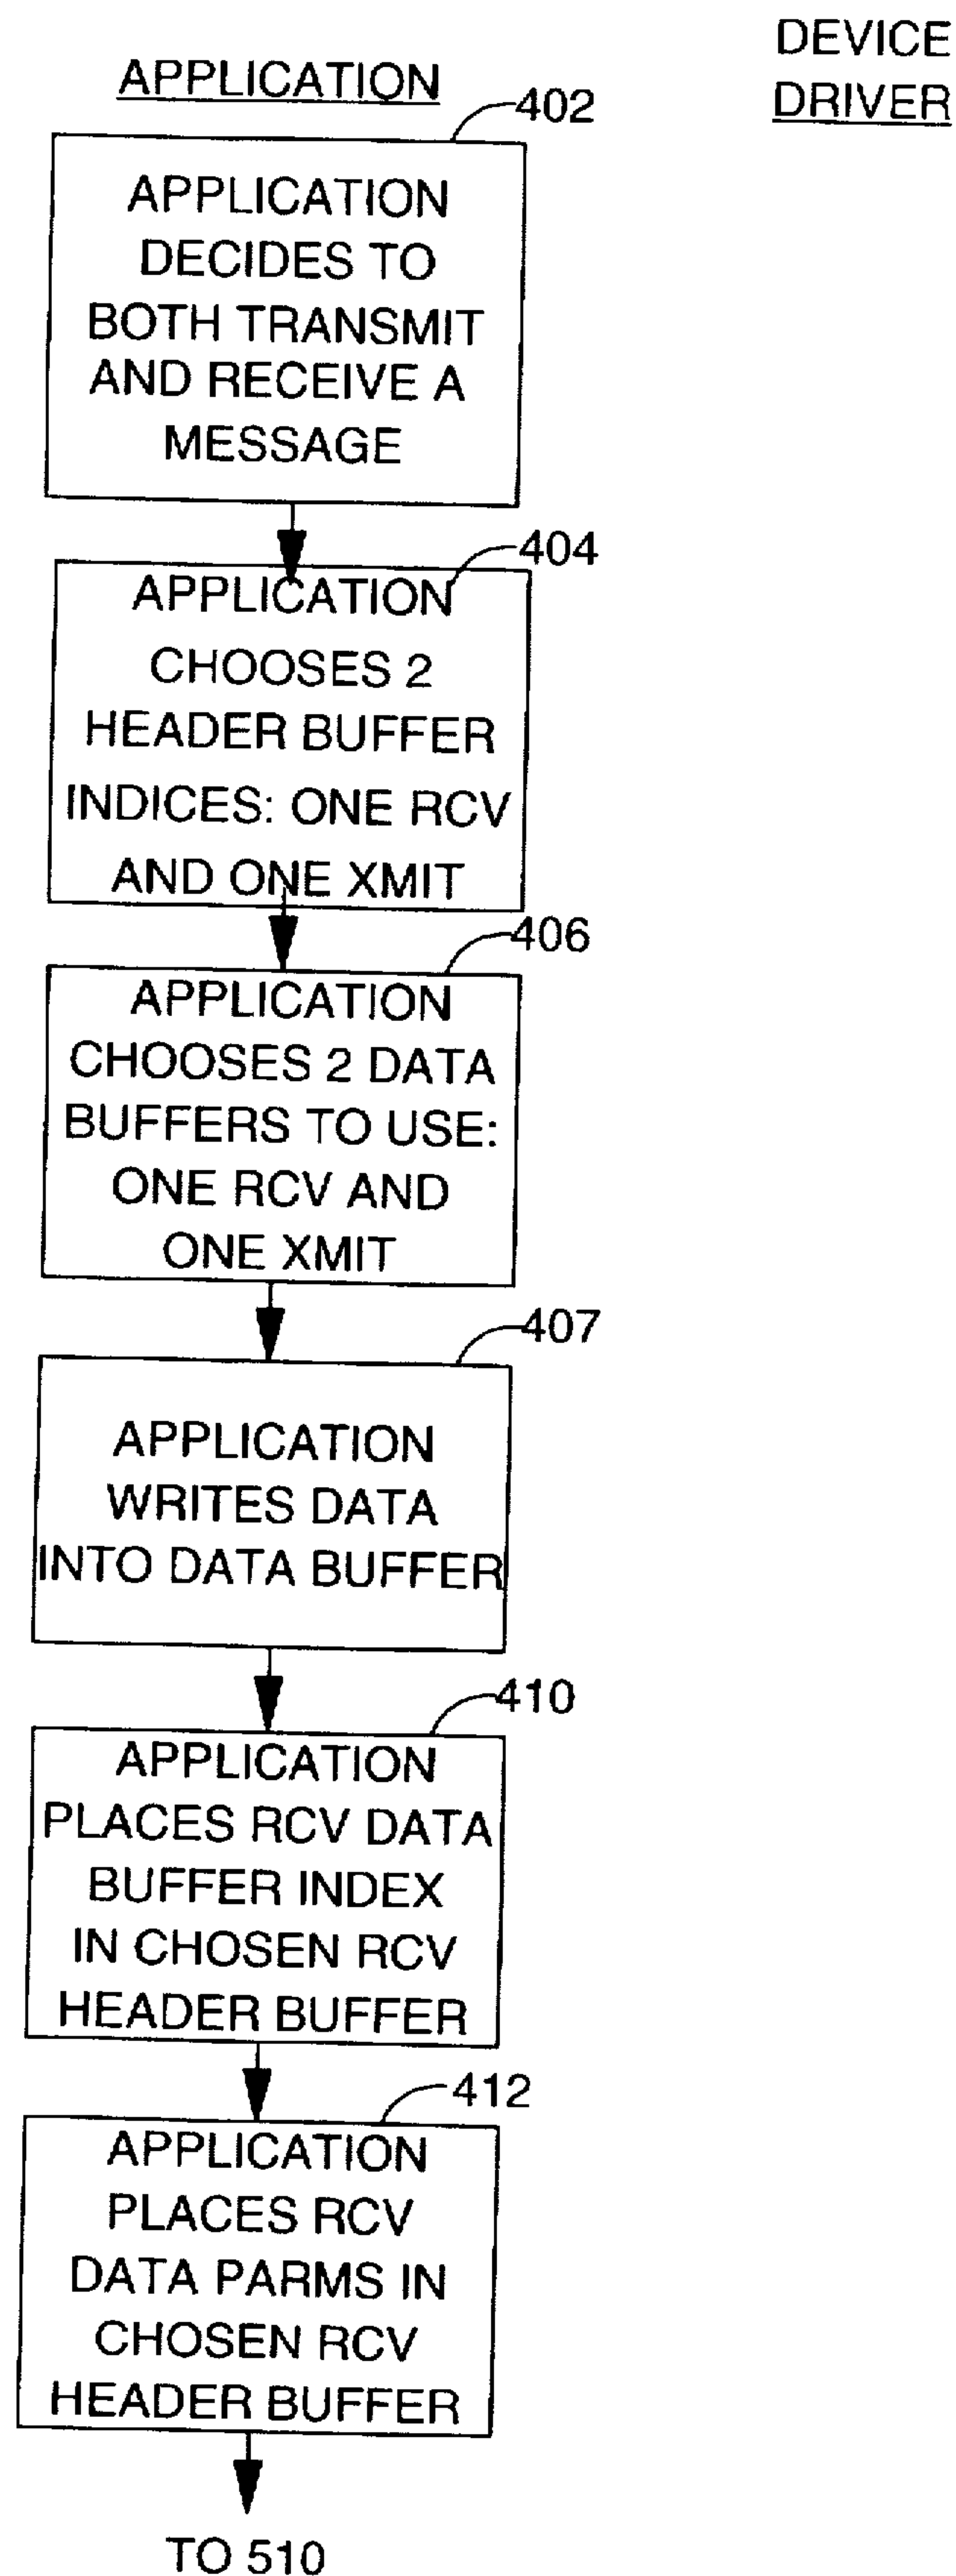 DEVICE
DRIVER
APPLICATION
402
APPLICATION
DECIDES TO
BOTH TRANSMIT
AND RECEIVE A
MESSAGE
404
APPLICATION
CHOOSES 2
HEADER BUFFER
INDICES: ONE RCV
AND ONE XMIT
406
APPLICATION
CHOOSES 2 DATA
BUFFERS TO USE:
ONE RCV AND
ONE XMIT
407
APPLICATION
WRITES DATA
INTO DATA BUFFER
410
APPLICATION
PLACES RCV DATA
BUFFER INDEX
IN CHOSEN RCV
HEADER BUFFER
412
APPLICATION
PLACES RCV
DATA PARMS IN
CHOSEN RCV
HEADER BUFFER
TO 510